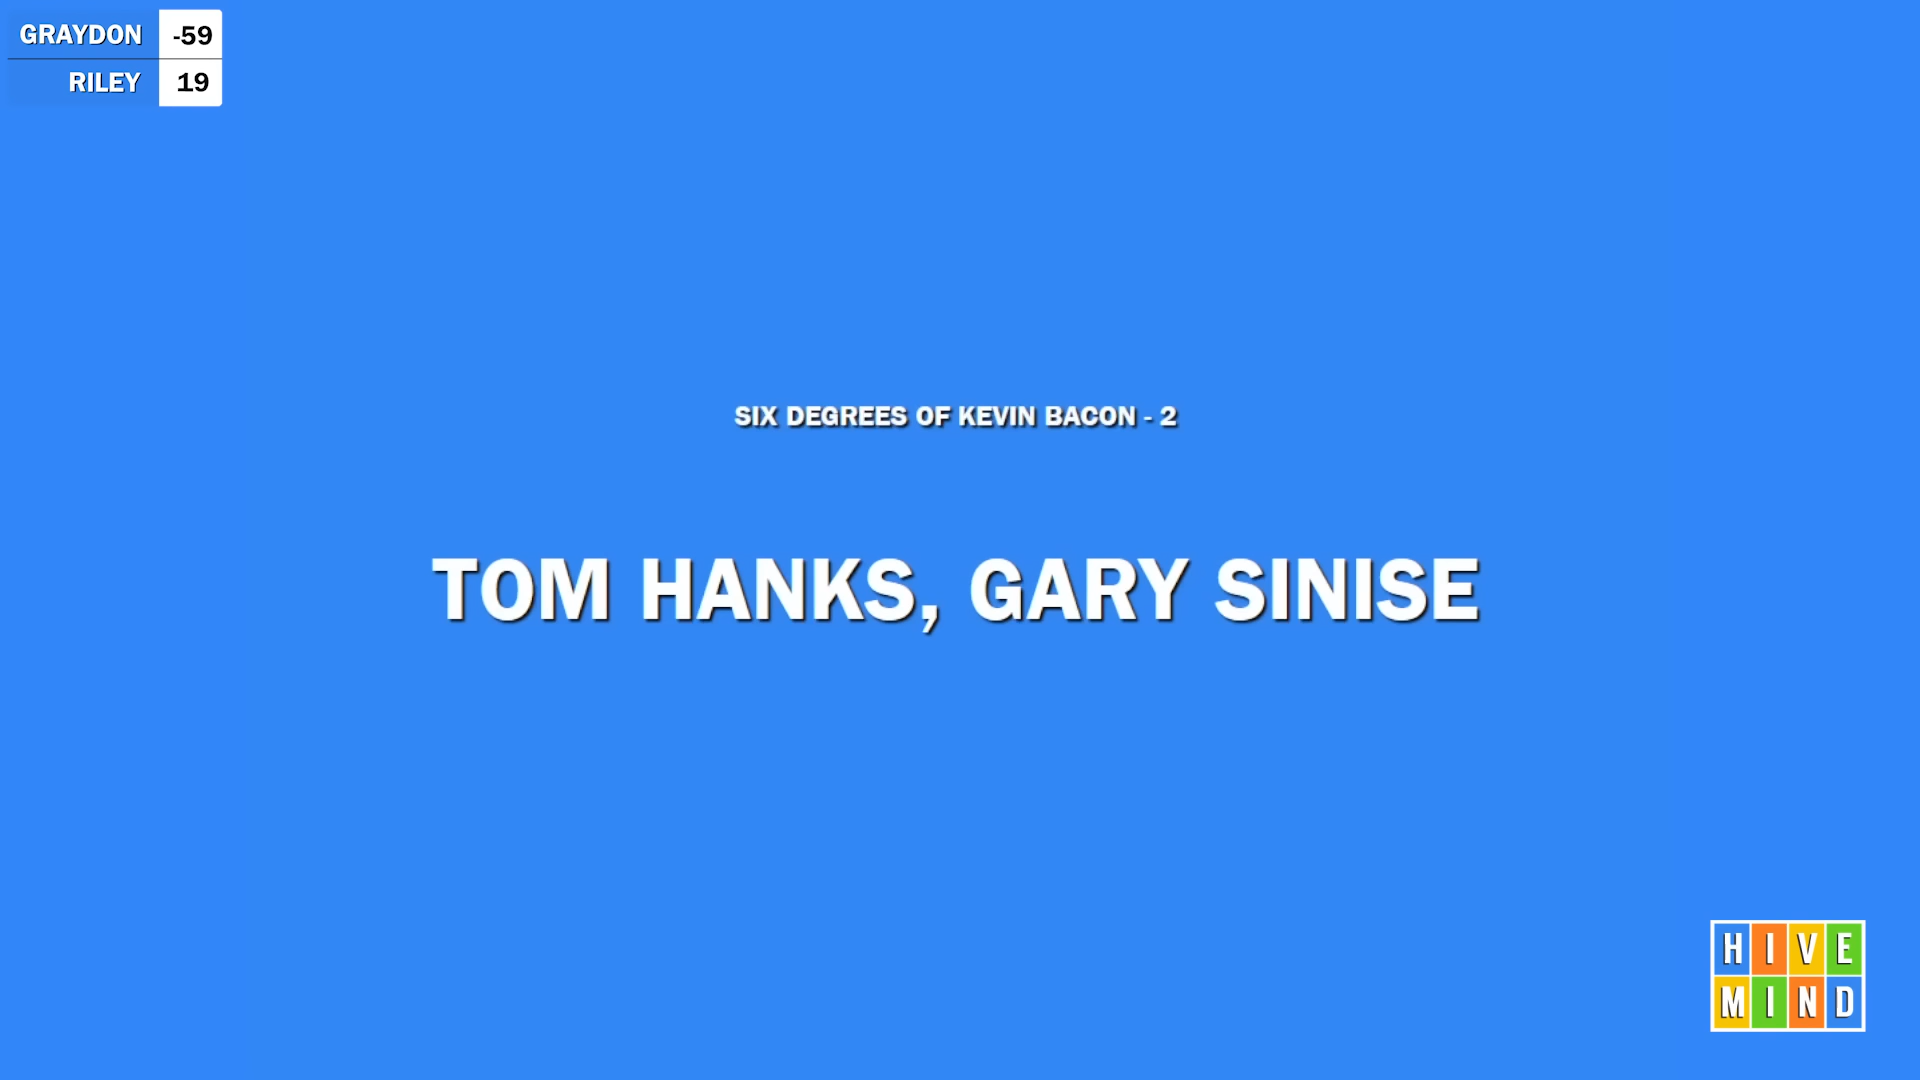 GRAYDON -59
RILEY 19
SIX DEGREES OF KEVIN BACON - 2
TOM HANKS, GARY SINISE
HIVE
MIND